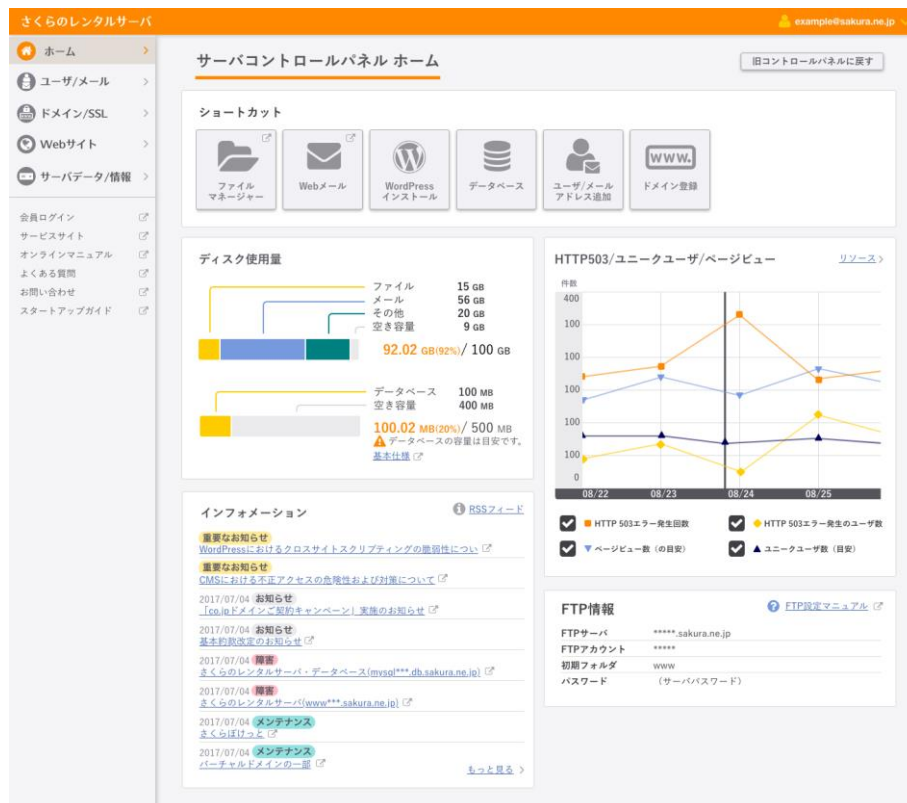 さくらのレンタルサーバ
example@sakura.ne.jp
ホーム
ユーザ/メール
ドメイン/SSL
Webサイト
サーバデータ/情報
会員ログイン
サービスサイト
オンラインマニュアル
よくある質問
お問い合わせ
スタートアップガイド
サーバコントロールパネル ホーム
旧コントロールパネルに戻す
ショートカット
ファイル
マネージャー
Webメール
WordPress
インストール
データベース
ユーザ/メール
アドレス追加
WWW.
ドメイン登録
ディスク使用量
ファイル 15 GB
メール 56 GB
その他 20 GB
空き容量 9 GB
92.02 GB(92%)/ 100 GB
データベース 100 MB
空き容量 400 MB
100.02 MB(20%)/ 500 MB
データベースの容量は目安です。
基本仕様
HTTP503/ユニークユーザ/ページビュー
リソース
件数
400
100
100
100
100
100
0
08/22 08/23 08/24 08/25
HTTP 503エラー発生回数
HTTP 503エラー発生のユーザ数
ページビュー数（の目安）
ユニークユーザ数（目安）
インフォメーション
RSSフィード
重要なお知らせ
WordPressにおけるクロスサイトスクリプティングの脆弱性につい
重要なお知らせ
CMSにおける不正アクセスの危険性および対策について
2017/07/04 お知らせ
「co.jpドメインご契約キャンペーン」実施のお知らせ
2017/07/04 お知らせ
基本約款改定のお知らせ
2017/07/04 障害
さくらのレンタルサーバ・データベース(mysql***.db.sakura.ne.jp)
2017/07/04 障害
さくらのレンタルサーバ(www***.sakura.ne.jp)
2017/07/04 メンテナンス
さくらぽけっと
2017/07/04 メンテナンス
バーチャルドメインの一部
もっと見る
FTP情報
FTP設定マニュアル
FTPサーバ *****.sakura.ne.jp
FTPアカウント *****
初期フォルダ www
パスワード （サーバパスワード）